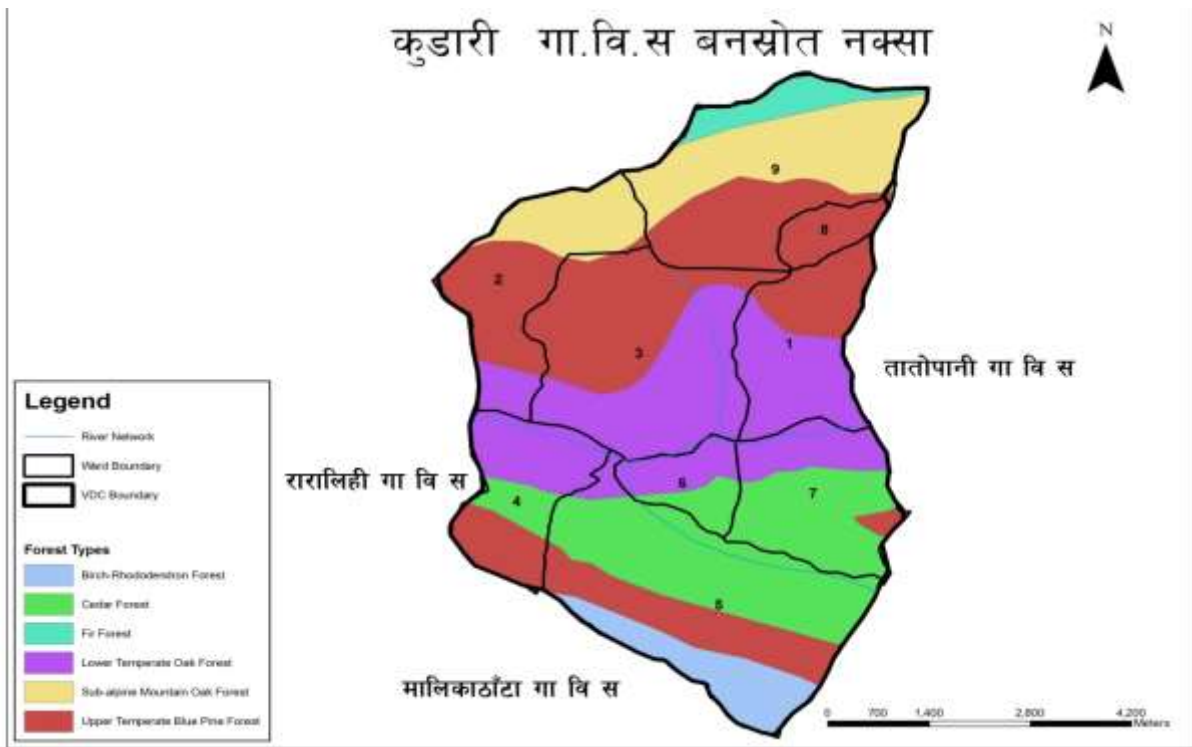 कुडारी गा.वि.स बनस्रोत नक्सा
N
9
8
2
3
1
तातोपानी गा वि स
Legend
River Network
Ward Boundary
VDC Boundary
रारालिही गा वि स
6
7
4
5
Forest Types
Birch-Rhododendron Forest
Cedar Forest
Fir Forest
Lower Temperate Oak Forest
Sub-alpine Mountain Oak Forest
Upper Temperate Blue Pine Forest
मालिकाठाँटा गा वि स
0 700 1,400 2,800 4,200
Meters